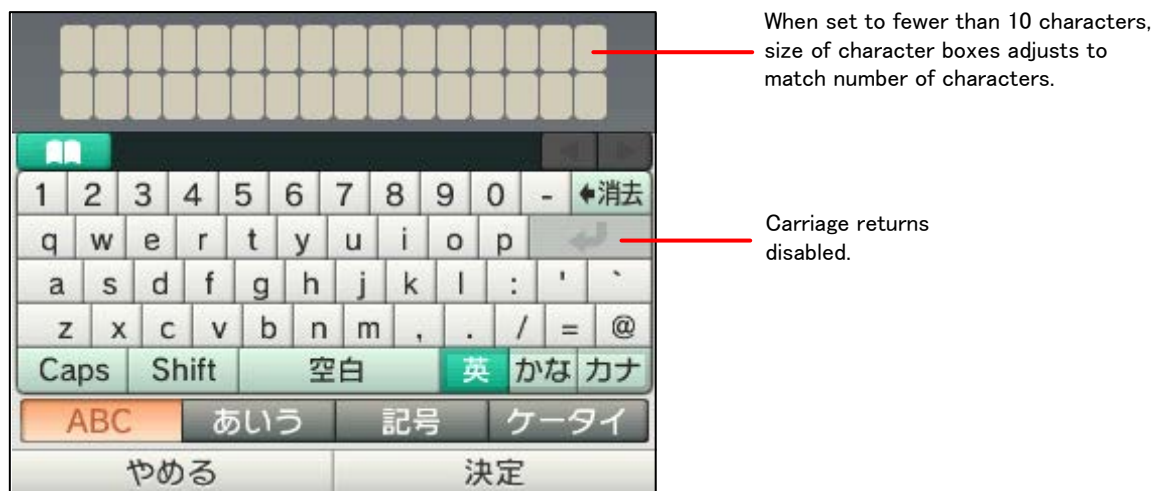 When set to fewer than 10 characters,
size of character boxes adjusts to
match number of characters.
1 2 3 4 5 6 7 8 9 0 - 消去
q w e r t y u i o p
Carriage returns
disabled.
a s d f g h j k l : ' `
z x c v b n m , . / = @
Caps Shift 空白 英 かな カナ
ABC あいう 記号 ケータイ
やめる 決定